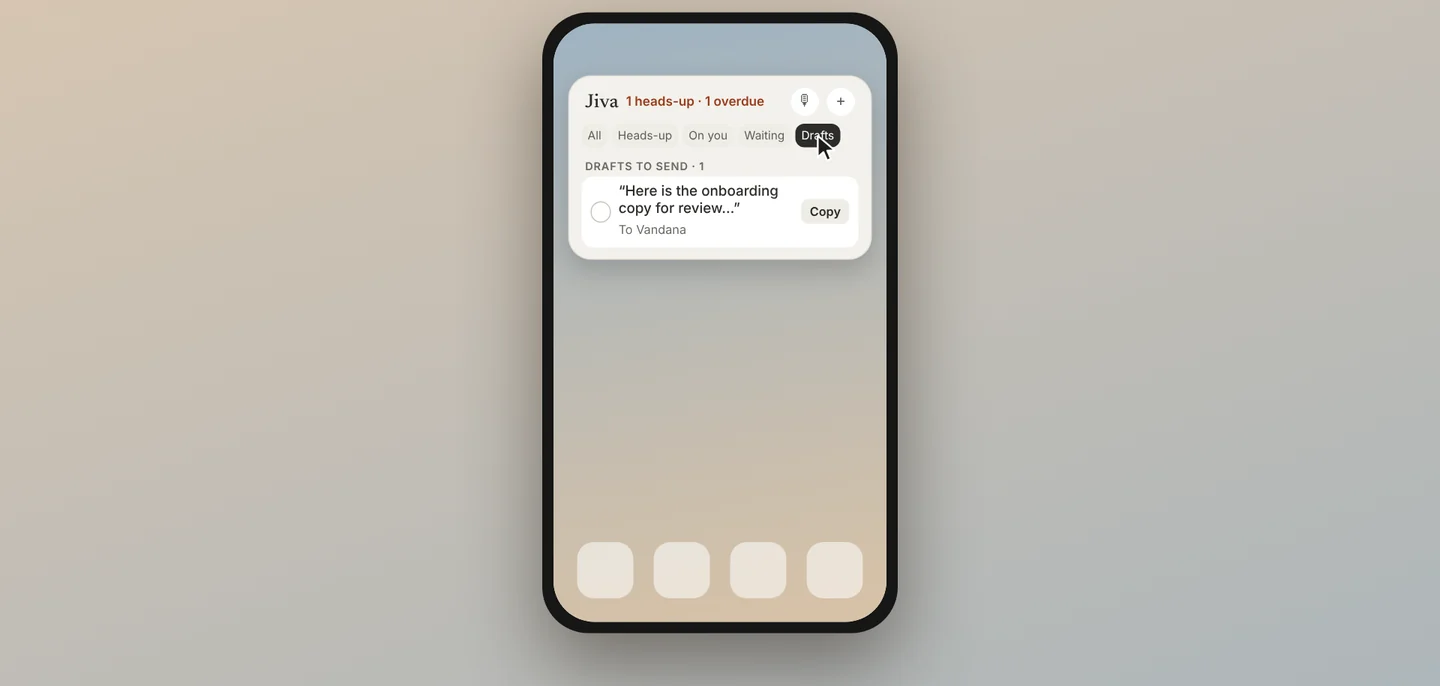 Jiva 1 heads-up · 1 overdue +
All Heads-up On you Waiting Drafts
DRAFTS TO SEND · 1
“Here is the onboarding
copy for review...”
Copy
To Vandana